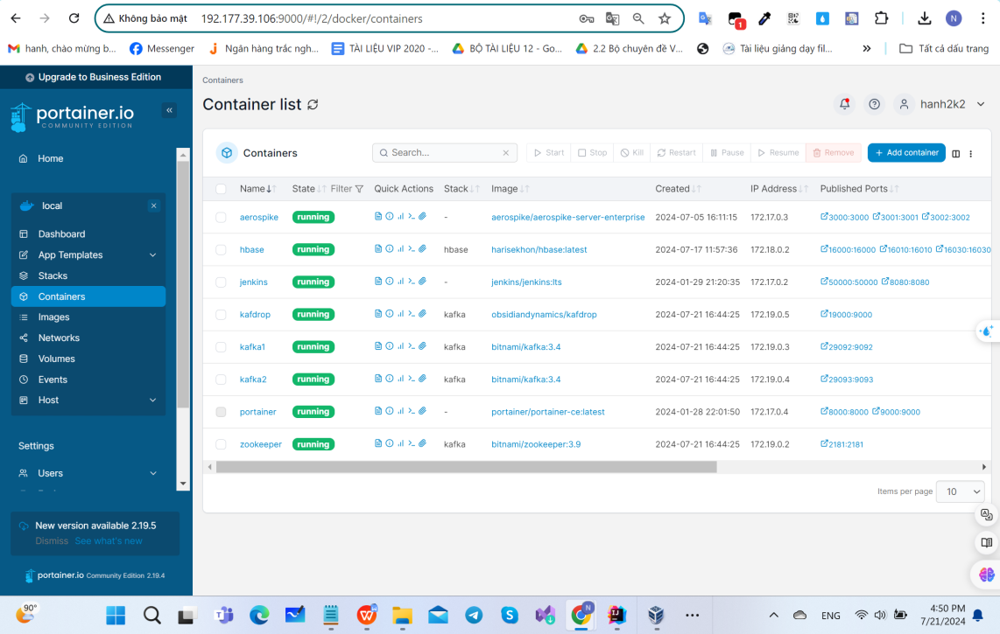 Không bảo mật 192.177.39.106:9000/#!/2/docker/containers
1 N
hanh, chào mừng b... Messenger Ngân hàng trắc ngh... TÀI LIỆU VIP 2020 -... BỘ TÀI LIỆU 12 - Go... 2.2 Bộ chuyên đề V... Tài liệu giảng dạy fil... » Tất cả dấu trang
Upgrade to Business Edition
portainer.io
COMMUNITY EDITION
«
Home
local ×
Dashboard
App Templates
Stacks
Containers
Images
Networks
Volumes
Events
Host
Settings
Users
New version available 2.19.5
Dismiss See what's new
portainer.io Community Edition 2.19.4
Containers
Container list
hanh2k2
Containers Search... × Start Stop Kill Restart Pause Resume Remove + Add container
Name State Filter Quick Actions Stack Image Created IP Address Published Ports
aerospike running - aerospike/aerospike-server-enterprise 2024-07-05 16:11:15 172.17.0.3 3000:3000 3001:3001 3002:3002
hbase running hbase harisekhon/hbase:latest 2024-07-17 11:57:36 172.18.0.2 16000:16000 16010:16010 16030:16030
jenkins running - jenkins/jenkins:lts 2024-01-29 21:20:35 172.17.0.2 50000:50000 8080:8080
kafdrop running kafka obsidiandynamics/kafdrop 2024-07-21 16:44:25 172.19.0.5 19000:9000
kafka1 running kafka bitnami/kafka:3.4 2024-07-21 16:44:25 172.19.0.3 29092:9092
kafka2 running kafka bitnami/kafka:3.4 2024-07-21 16:44:25 172.19.0.4 29093:9093
portainer running - portainer/portainer-ce:latest 2024-01-28 22:01:50 172.17.0.4 8000:8000 9000:9000
zookeeper running kafka bitnami/zookeeper:3.9 2024-07-21 16:44:25 172.19.0.2 2181:2181
Items per page 10
90° ENG 4:50 PM
7/21/2024